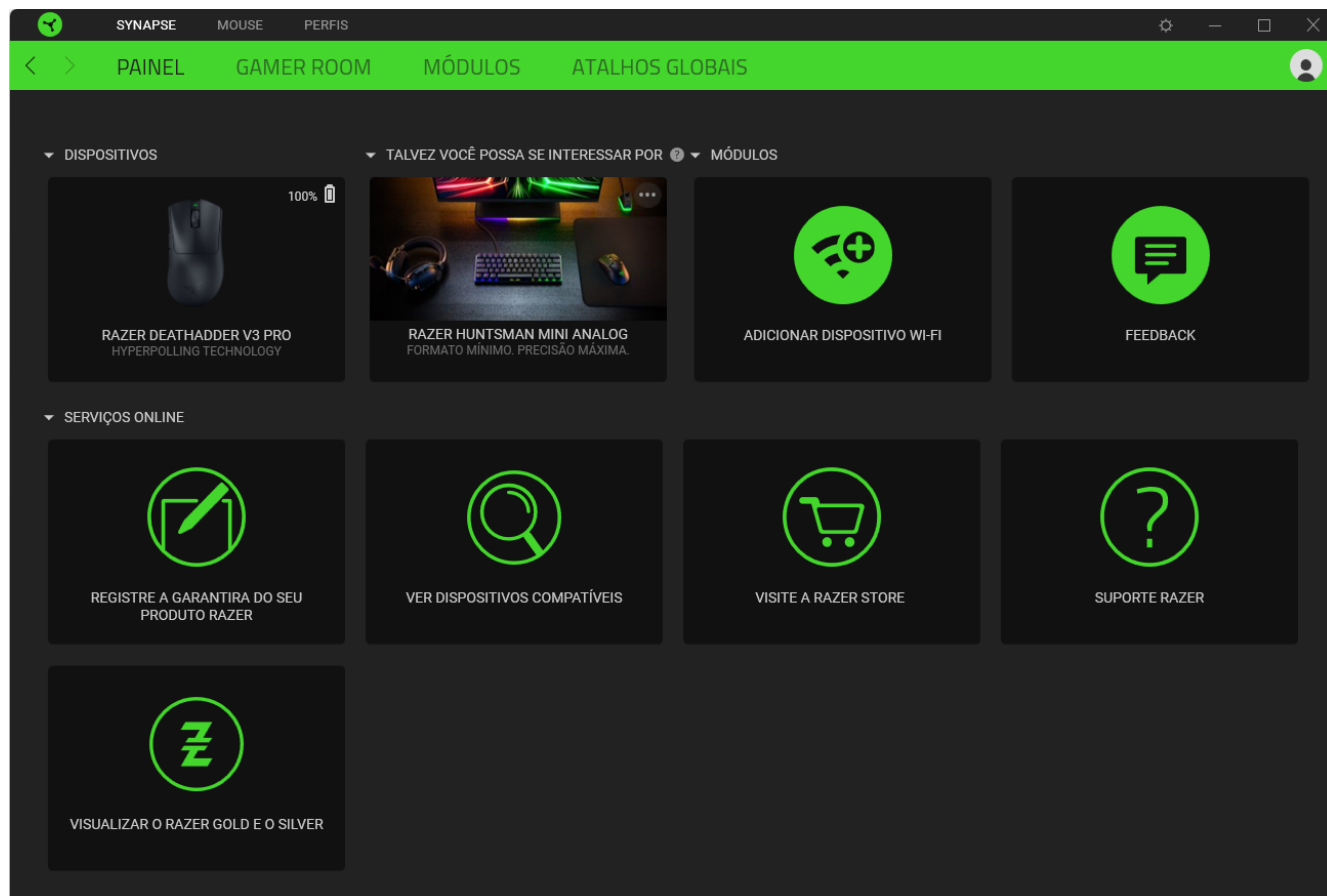 SYNAPSE MOUSE PERFIS
PAINEL GAMER ROOM MÓDULOS ATALHOS GLOBAIS
DISPOSITIVOS
TALVEZ VOCÊ POSSA SE INTERESSAR POR ?
MÓDULOS
100%
RAZER DEATHADDER V3 PRO
HYPERPOLLING TECHNOLOGY
RAZER HUNTSMAN MINI ANALOG
FORMATO MÍNIMO. PRECISÃO MÁXIMA.
ADICIONAR DISPOSITIVO WI-FI
FEEDBACK
SERVIÇOS ONLINE
REGISTRE A GARANTIRA DO SEU
PRODUTO RAZER
VER DISPOSITIVOS COMPATÍVEIS
VISITE A RAZER STORE
SUPORTE RAZER
VISUALIZAR O RAZER GOLD E O SILVER